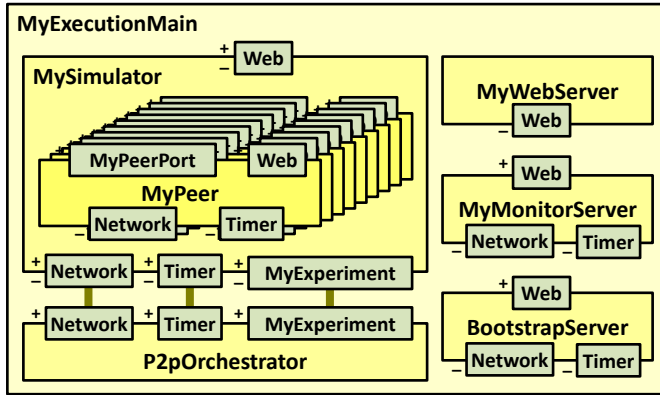 MyExecutionMain
+
− Web
MySimulator
MyPeerPort
Web
MyPeer
− Network
− Timer
+
− Network
+
− Timer
+
− MyExperiment
+ Network
+ Timer
+ MyExperiment
P2pOrchestrator
MyWebServer
− Web
+ Web
MyMonitorServer
− Network
− Timer
+ Web
BootstrapServer
− Network
− Timer